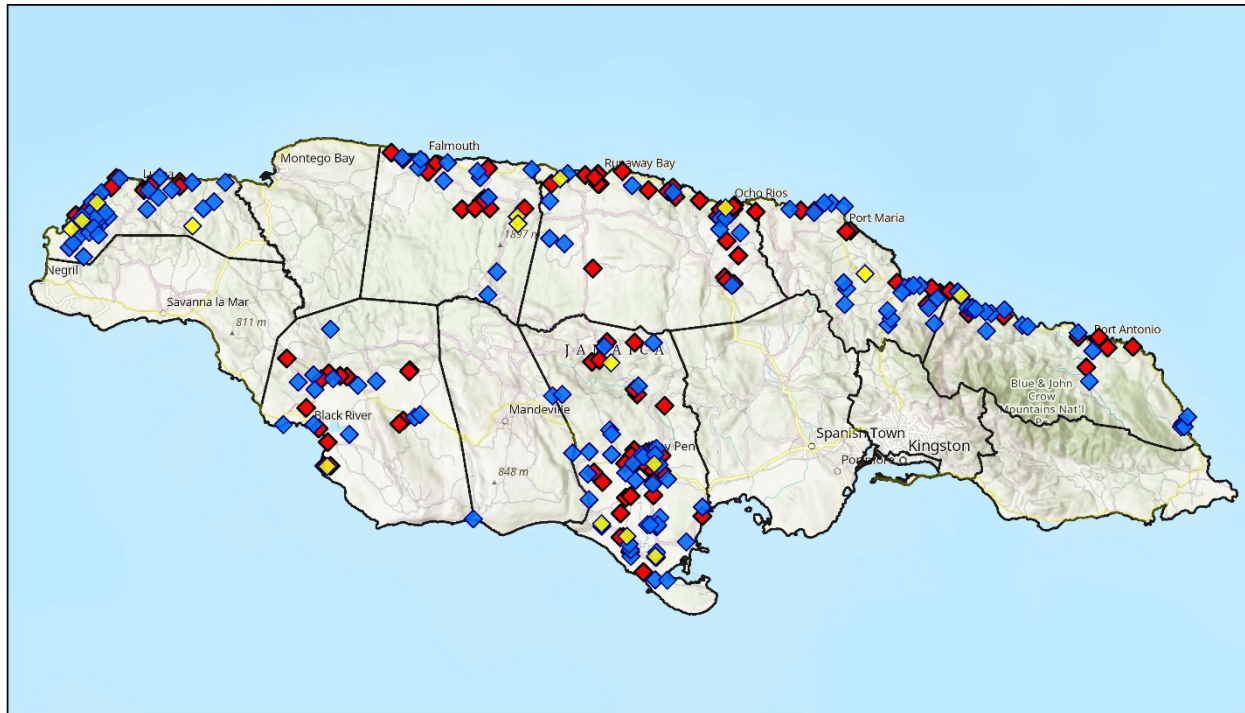 Falmouth
Montego Bay
Runaway Bay
Ocho Rios
Port Maria
1897 m
Negril
Savanna la Mar
811 m
Port Antonio
JAMAICA
Blue & John
Crow
Mountains Nat'l
Black River
Mandeville
Spanish Town
Kingston
Pen
848 m